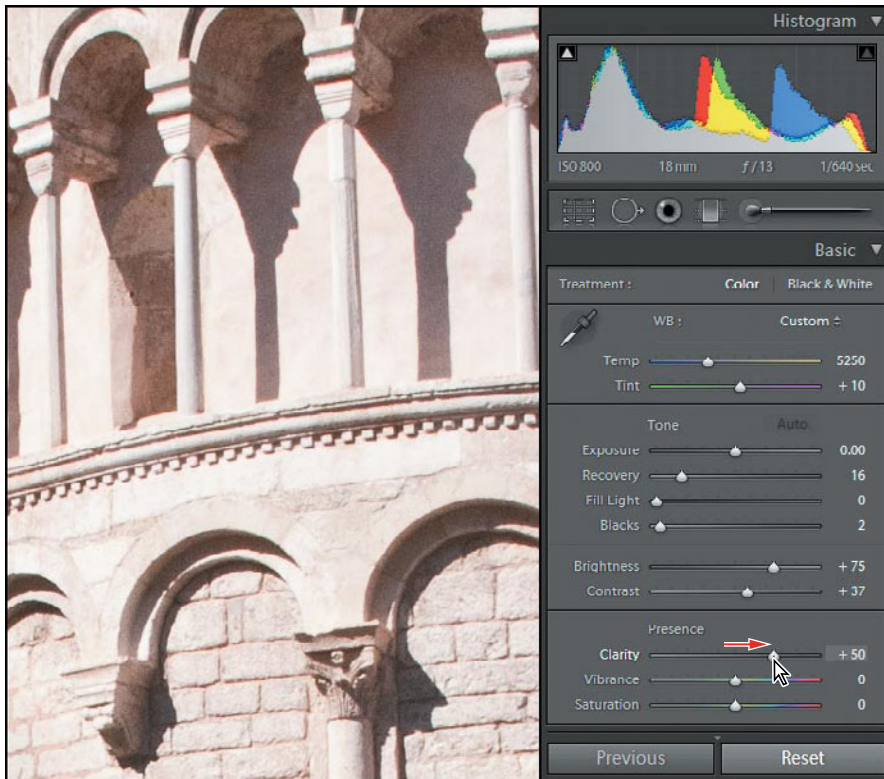 Histogram
ISO 800 18 mm ƒ / 13 1/640 sec
Basic
Treatment : Color Black & White
WB : Custom
Temp 5250
Tint + 10
Tone Auto
Exposure 0.00
Recovery 16
Fill Light 0
Blacks 2
Brightness + 75
Contrast + 37
Presence
Clarity + 50
Vibrance 0
Saturation 0
Previous Reset